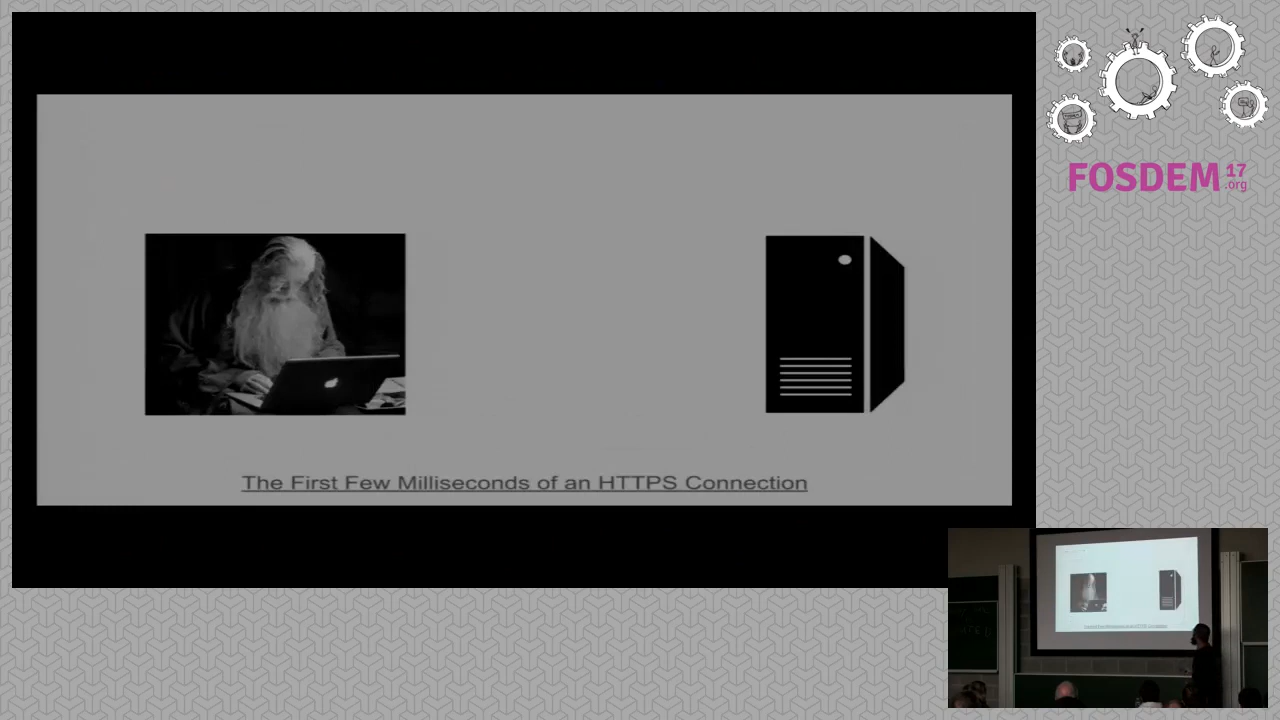 The First Few Milliseconds of an HTTPS Connection
FOSDEM 17
.org